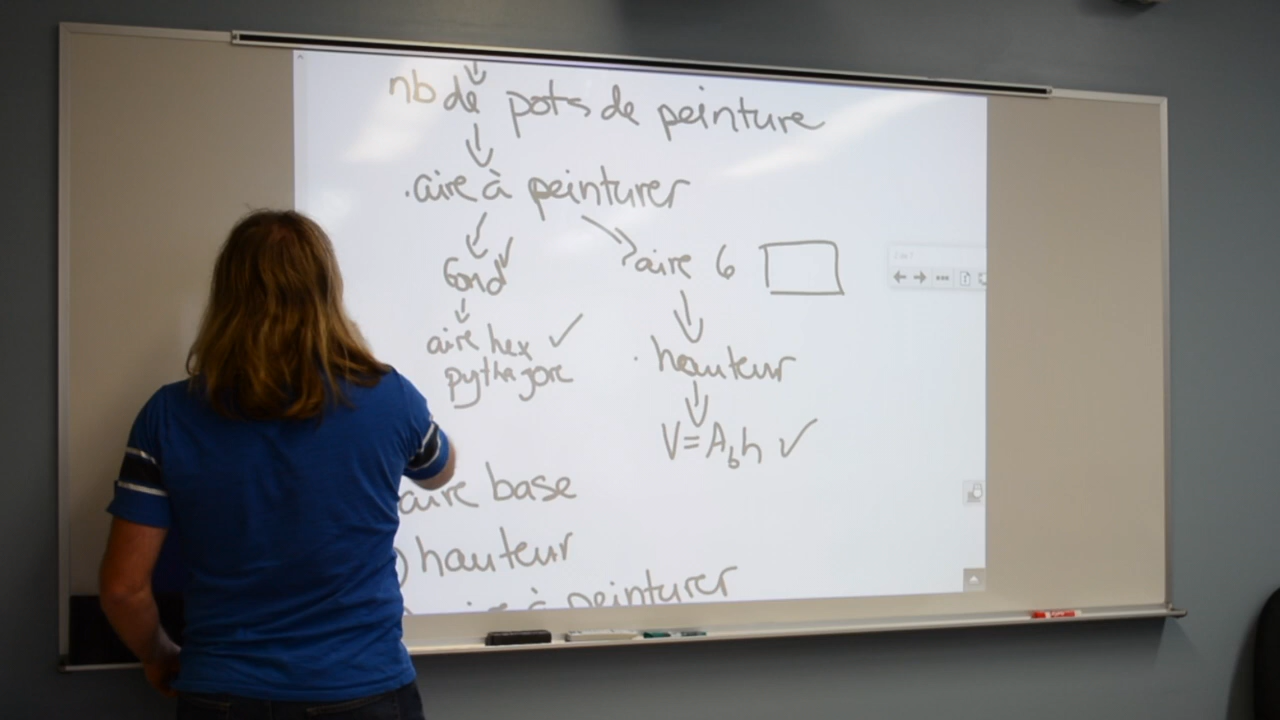 nb de pots de peinture
.aire à peinturer
fond ✓
aire 6
aire hex ✓
pythagore
. hauteur
V=Abh ✓
aire base
) hauteur
aire à peinturer